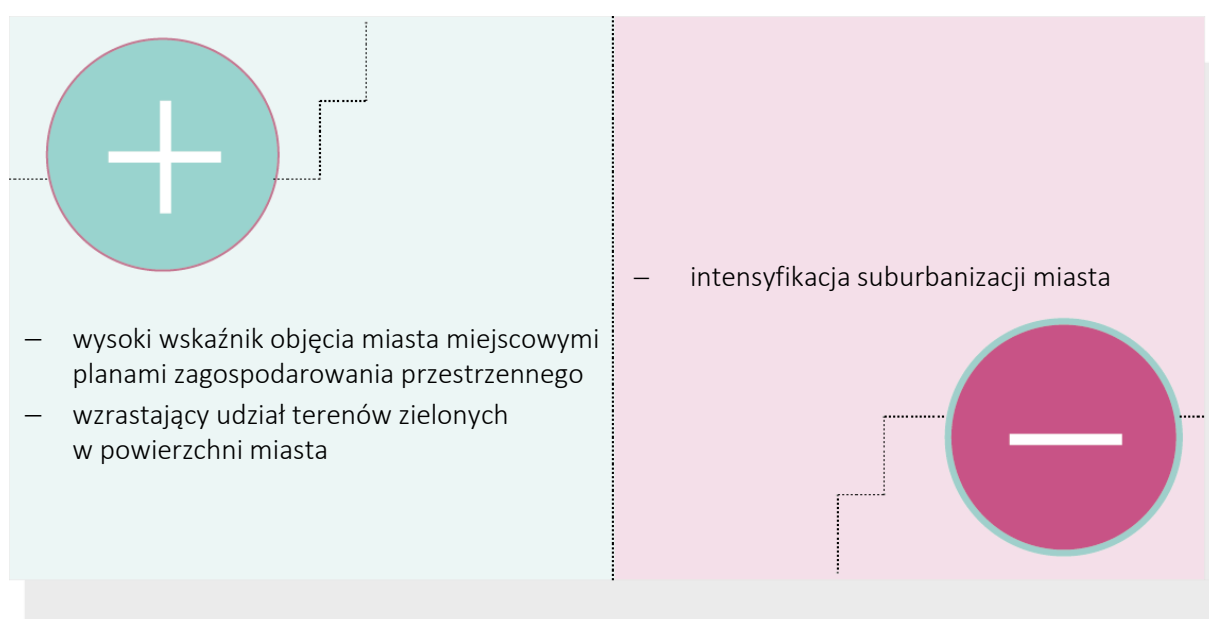 – wysoki wskaźnik objęcia miasta miejscowymi
planami zagospodarowania przestrzennego
– wzrastający udział terenów zielonych
w powierzchni miasta
– intensyfikacja suburbanizacji miasta